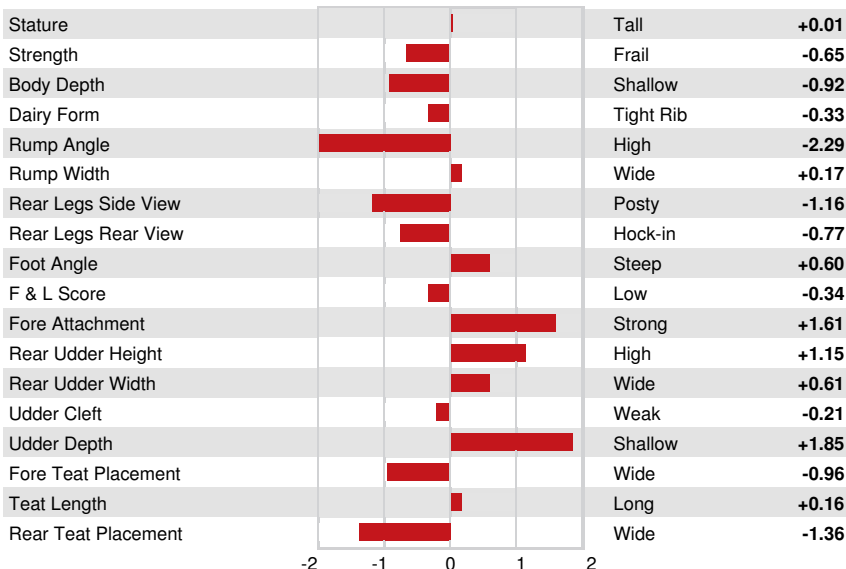 Stature Tall +0.01
Strength Frail -0.65
Body Depth Shallow -0.92
Dairy Form Tight Rib -0.33
Rump Angle High -2.29
Rump Width Wide +0.17
Rear Legs Side View Posty -1.16
Rear Legs Rear View Hock-in -0.77
Foot Angle Steep +0.60
F & L Score Low -0.34
Fore Attachment Strong +1.61
Rear Udder Height High +1.15
Rear Udder Width Wide +0.61
Udder Cleft Weak -0.21
Udder Depth Shallow +1.85
Fore Teat Placement Wide -0.96
Teat Length Long +0.16
Rear Teat Placement Wide -1.36
-2 -1 0 1 2